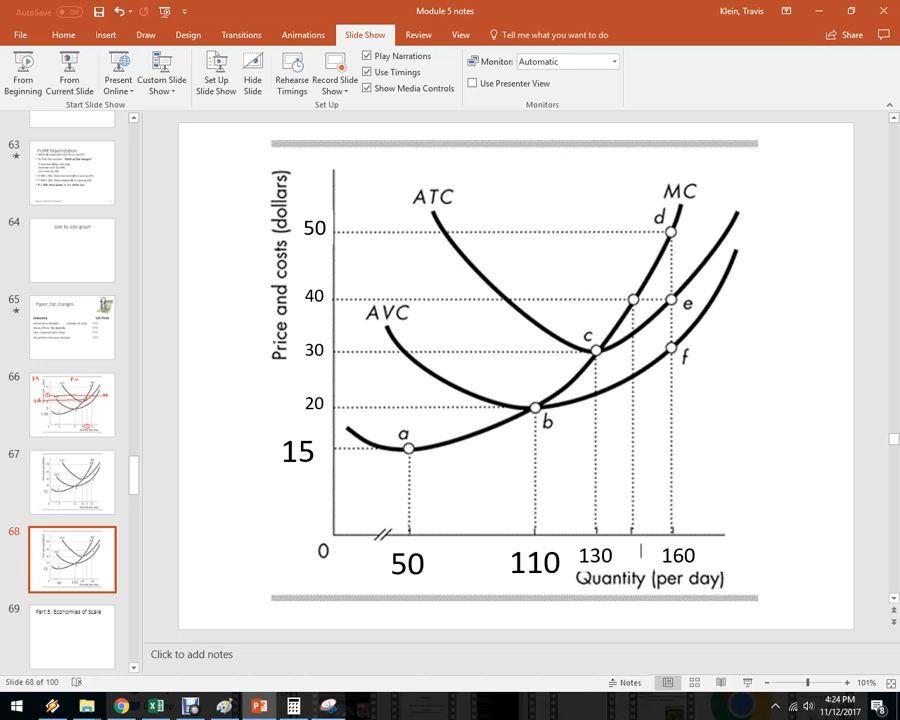 AutoSave Off
Module 5 notes
Klein, Travis
File Home Insert Draw Design Transitions Animations Slide Show Review View Tell me what you want to do Share
From Beginning
From Current Slide
Present Online
Custom Slide Show
Set Up Slide Show
Hide Slide
Rehearse Timings
Record Slide Show
Play Narrations
Use Timings
Show Media Controls
Monitor: Automatic
Use Presenter View
Start Slide Show
Set Up
Monitors
63
Profit Maximization
64
Side by side graph
65
Paper clip changes
Industry
66
67
68
69
Part 5: Economies of Scale
Price and costs (dollars)
ATC
MC
AVC
50
40
30
20
15
0
a
b
c
d
e
f
50
110
130
160
Quantity (per day)
Click to add notes
Slide 68 of 100
Notes
101%
4:24 PM
11/12/2017
8